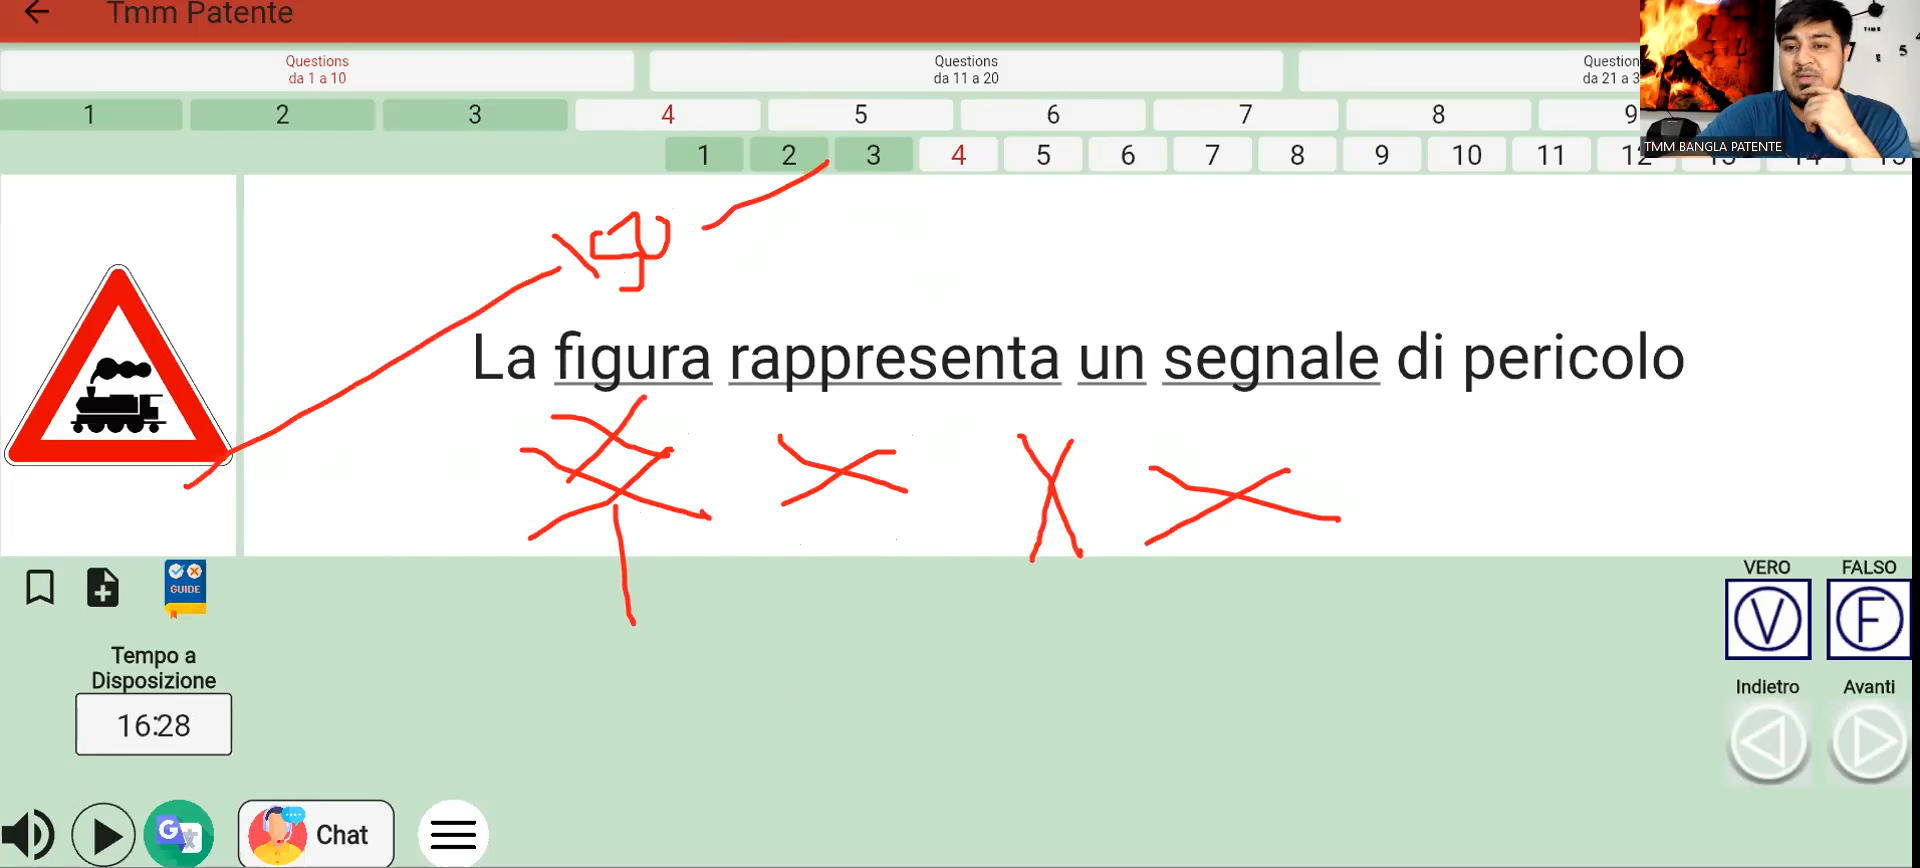 Tmm Patente
Questions
da 1 a 10
Questions
da 11 a 20
da 21 a 3
1 2 3 4 5 6 7 8 9
1 2 3 4 5 6 7 8 9 10 11 12
TIME
TMM BANGLA PATENTE
La figura rappresenta un segnale di pericolo
GUIDE
VERO FALSO
V F
Tempo a
Disposizione
16:28
Indietro Avanti
G
Chat